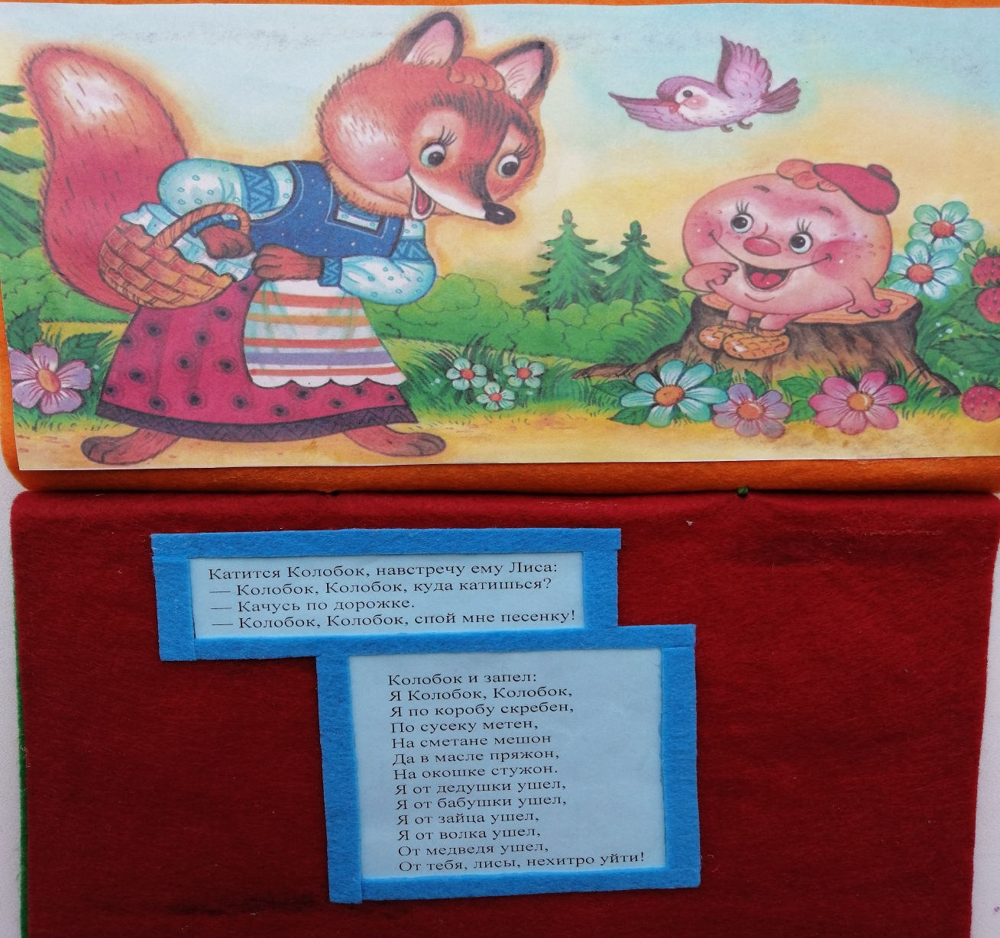 Катится Колобок, навстречу ему Лиса:
— Колобок, Колобок, куда катишься?
— Качусь по дорожке.
— Колобок, Колобок, спой мне песенку!
Колобок и запел:
Я Колобок, Колобок,
Я по коробу скребен,
По сусеку метен,
На сметане мешон
Да в масле пряжон,
На окошке стужон.
Я от дедушки ушел,
Я от бабушки ушел,
Я от зайца ушел,
Я от волка ушел,
От медведя ушел,
От тебя, лисы, нехитро уйти!